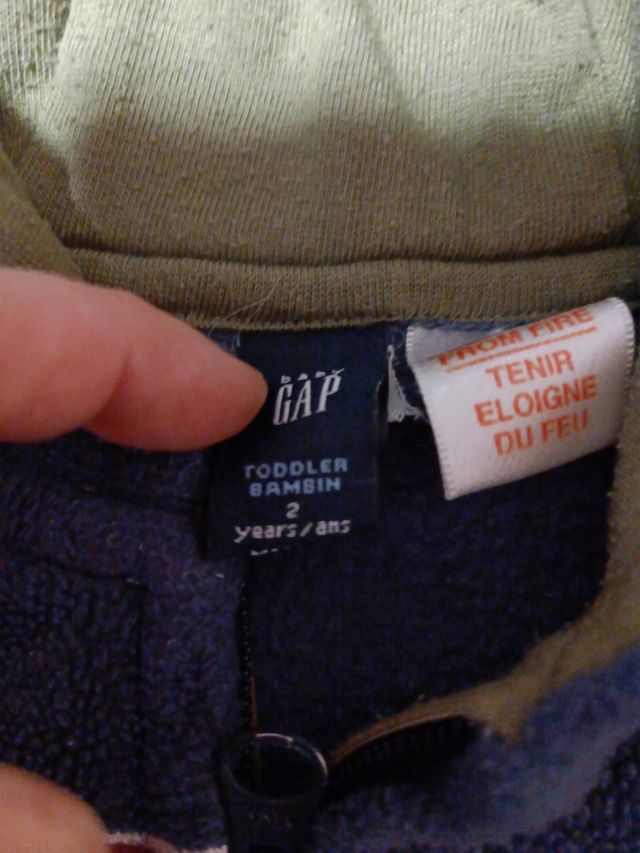 baby
GAP
TODDLER
BAMBIN
2
years/ans
FROM FIRE
TENIR
ELOIGNE
DU FEU